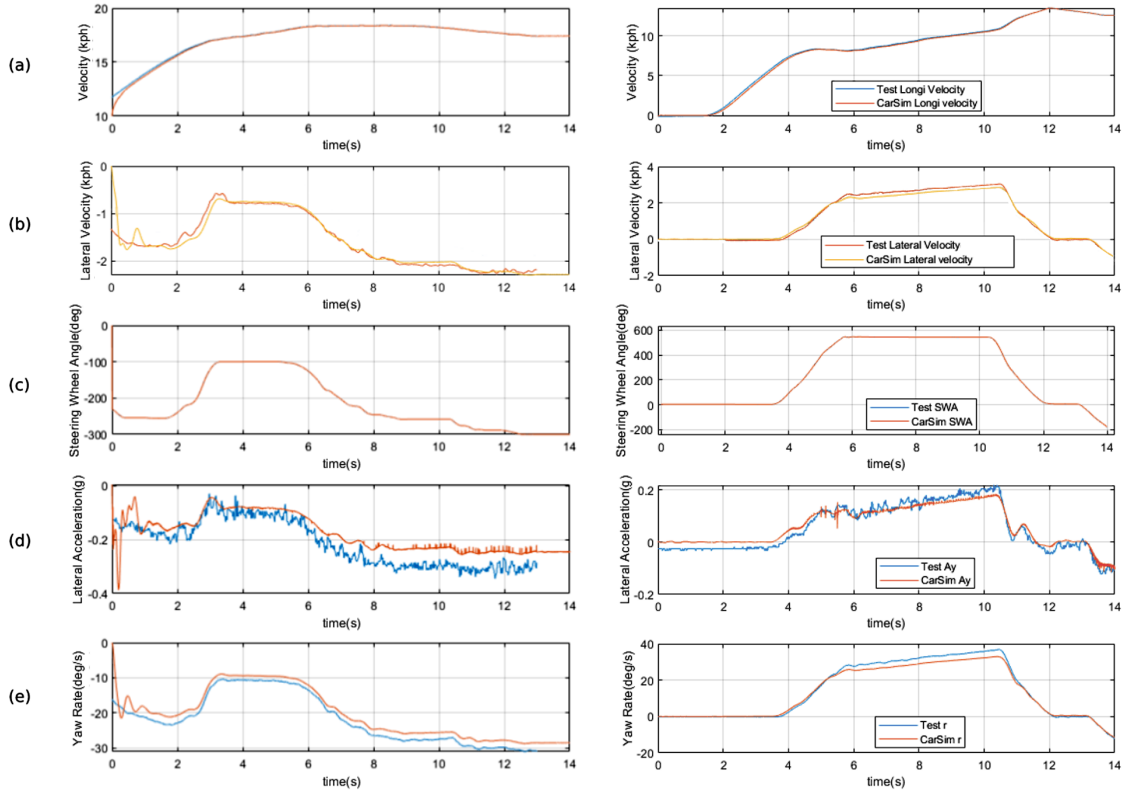 (a)
Velocity (kph)
20
15
10
0 2 4 6 8 10 12 14
time(s)
Velocity (kph)
10
5
0
0 2 4 6 8 10 12 14
time(s)
Test Longi Velocity
CarSim Longi velocity
(b)
Lateral Velocity (kph)
0
-1
-2
0 2 4 6 8 10 12 14
time(s)
Lateral Velocity (kph)
4
2
0
-2
0 2 4 6 8 10 12 14
time(s)
Test Lateral Velocity
CarSim Lateral velocity
(c)
Steering Wheel Angle(deg)
0
-100
-200
-300
0 2 4 6 8 10 12 14
time(s)
Steering Wheel Angle(deg)
600
400
200
0
-200
0 2 4 6 8 10 12 14
time(s)
Test SWA
CarSim SWA
(d)
Lateral Acceleration(g)
0
-0.2
-0.4
0 2 4 6 8 10 12 14
time(s)
Lateral Acceleration(g)
0.2
0
-0.2
0 2 4 6 8 10 12 14
time(s)
Test Ay
CarSim Ay
(e)
Yaw Rate(deg/s)
0
-10
-20
-30
0 2 4 6 8 10 12 14
time(s)
Yaw Rate(deg/s)
40
20
0
-20
0 2 4 6 8 10 12 14
time(s)
Test r
CarSim r